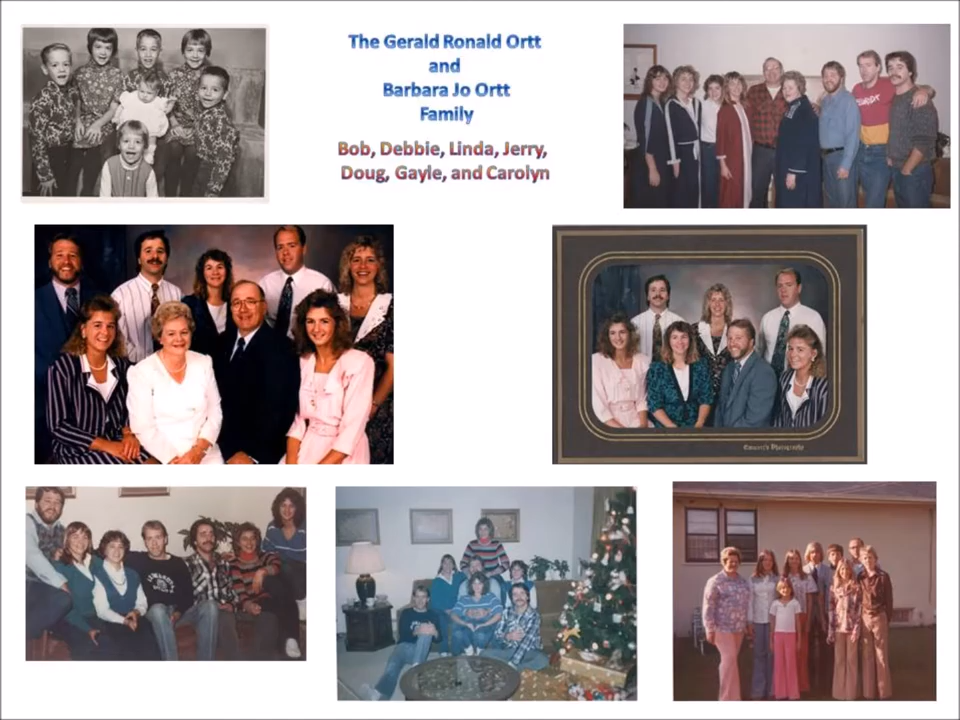 The Gerald Ronald Ortt
and
Barbara Jo Ortt
Family
Bob, Debbie, Linda, Jerry,
Doug, Gayle, and Carolyn